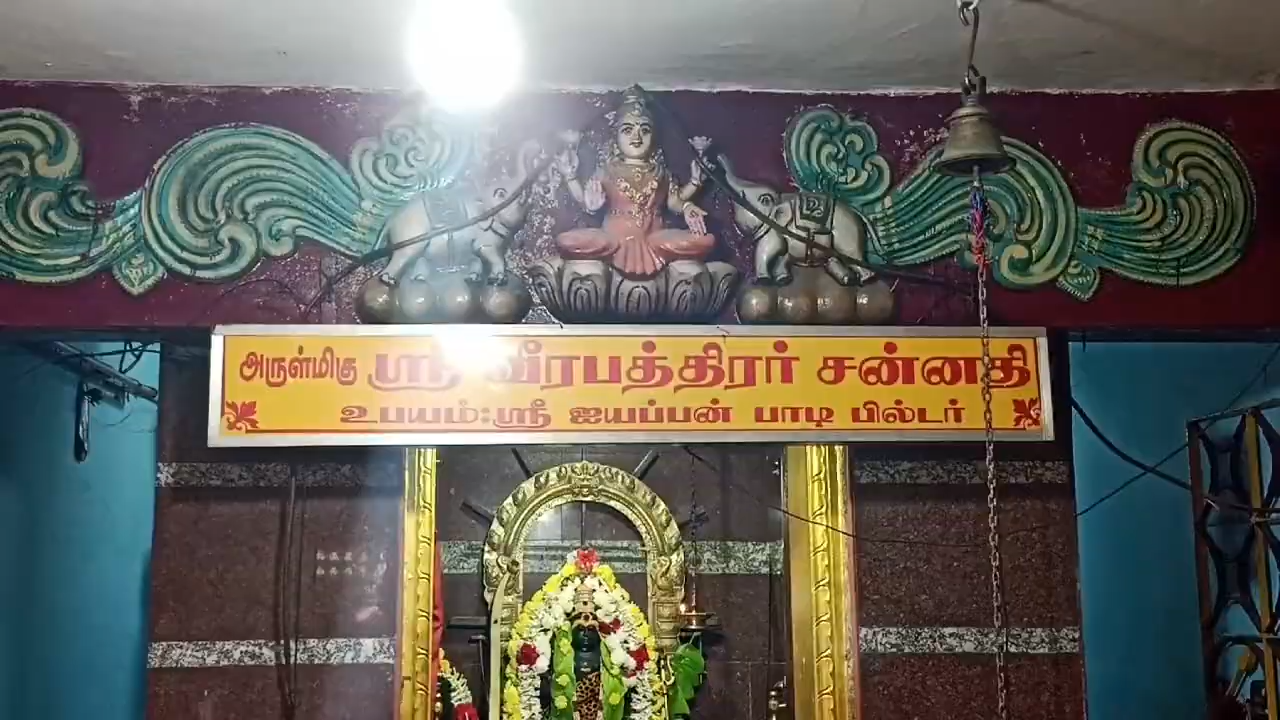 அருள்மிகு ஸ்ரீ வீரபத்திரர் சன்னதி
உபயம்:ஸ்ரீ ஐயப்பன் பாடி பில்டர்